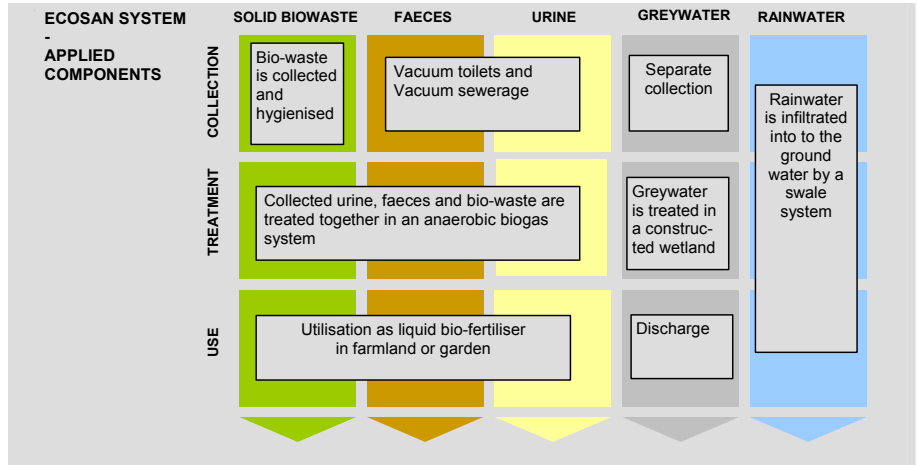 ECOSAN SYSTEM
-
APPLIED
COMPONENTS
SOLID BIOWASTE
FAECES
URINE
GREYWATER
RAINWATER
COLLECTION
Bio-waste
is collected
and
hygienised
Vacuum toilets and
Vacuum sewerage
Separate
collection
Rainwater
is infiltrated
into to the
ground
water by a
swale
system
TREATMENT
Collected urine, faeces and bio-waste are
treated together in an anaerobic biogas
system
Greywater
is treated in
a construc-
ted wetland
USE
Utilisation as liquid bio-fertiliser
in farmland or garden
Discharge